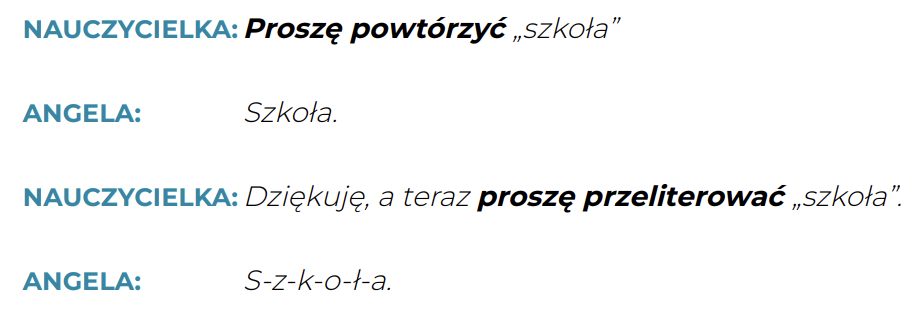 NAUCZYCIELKA: Proszę powtórzyć „szkoła”
ANGELA: Szkoła.
NAUCZYCIELKA: Dziękuję, a teraz proszę przeliterować „szkoła”.
ANGELA: S-z-k-o-ł-a.